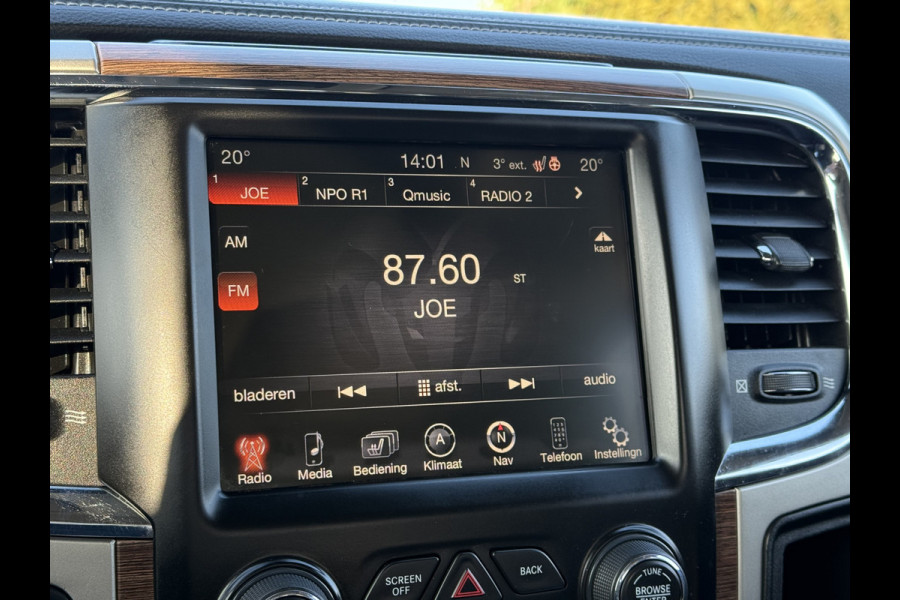 20° 14:01 N 3° ext. 20°
1 JOE 2 NPO R1 3 Qmusic 4 RADIO 2 >
AM
kaart
87.60 ST
FM
JOE
bladeren afst. audio
Radio Media Bediening A Klimaat N Nav Telefoon Instellingn
SCREEN OFF
BACK
TUNE
BROWSE
ENTER